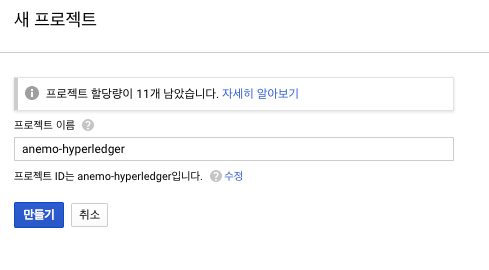 새 프로젝트
프로젝트 할당량이 11개 남았습니다. 자세히 알아보기
프로젝트 이름
anemo-hyperledger
프로젝트 ID는 anemo-hyperledger입니다. 수정
만들기 취소